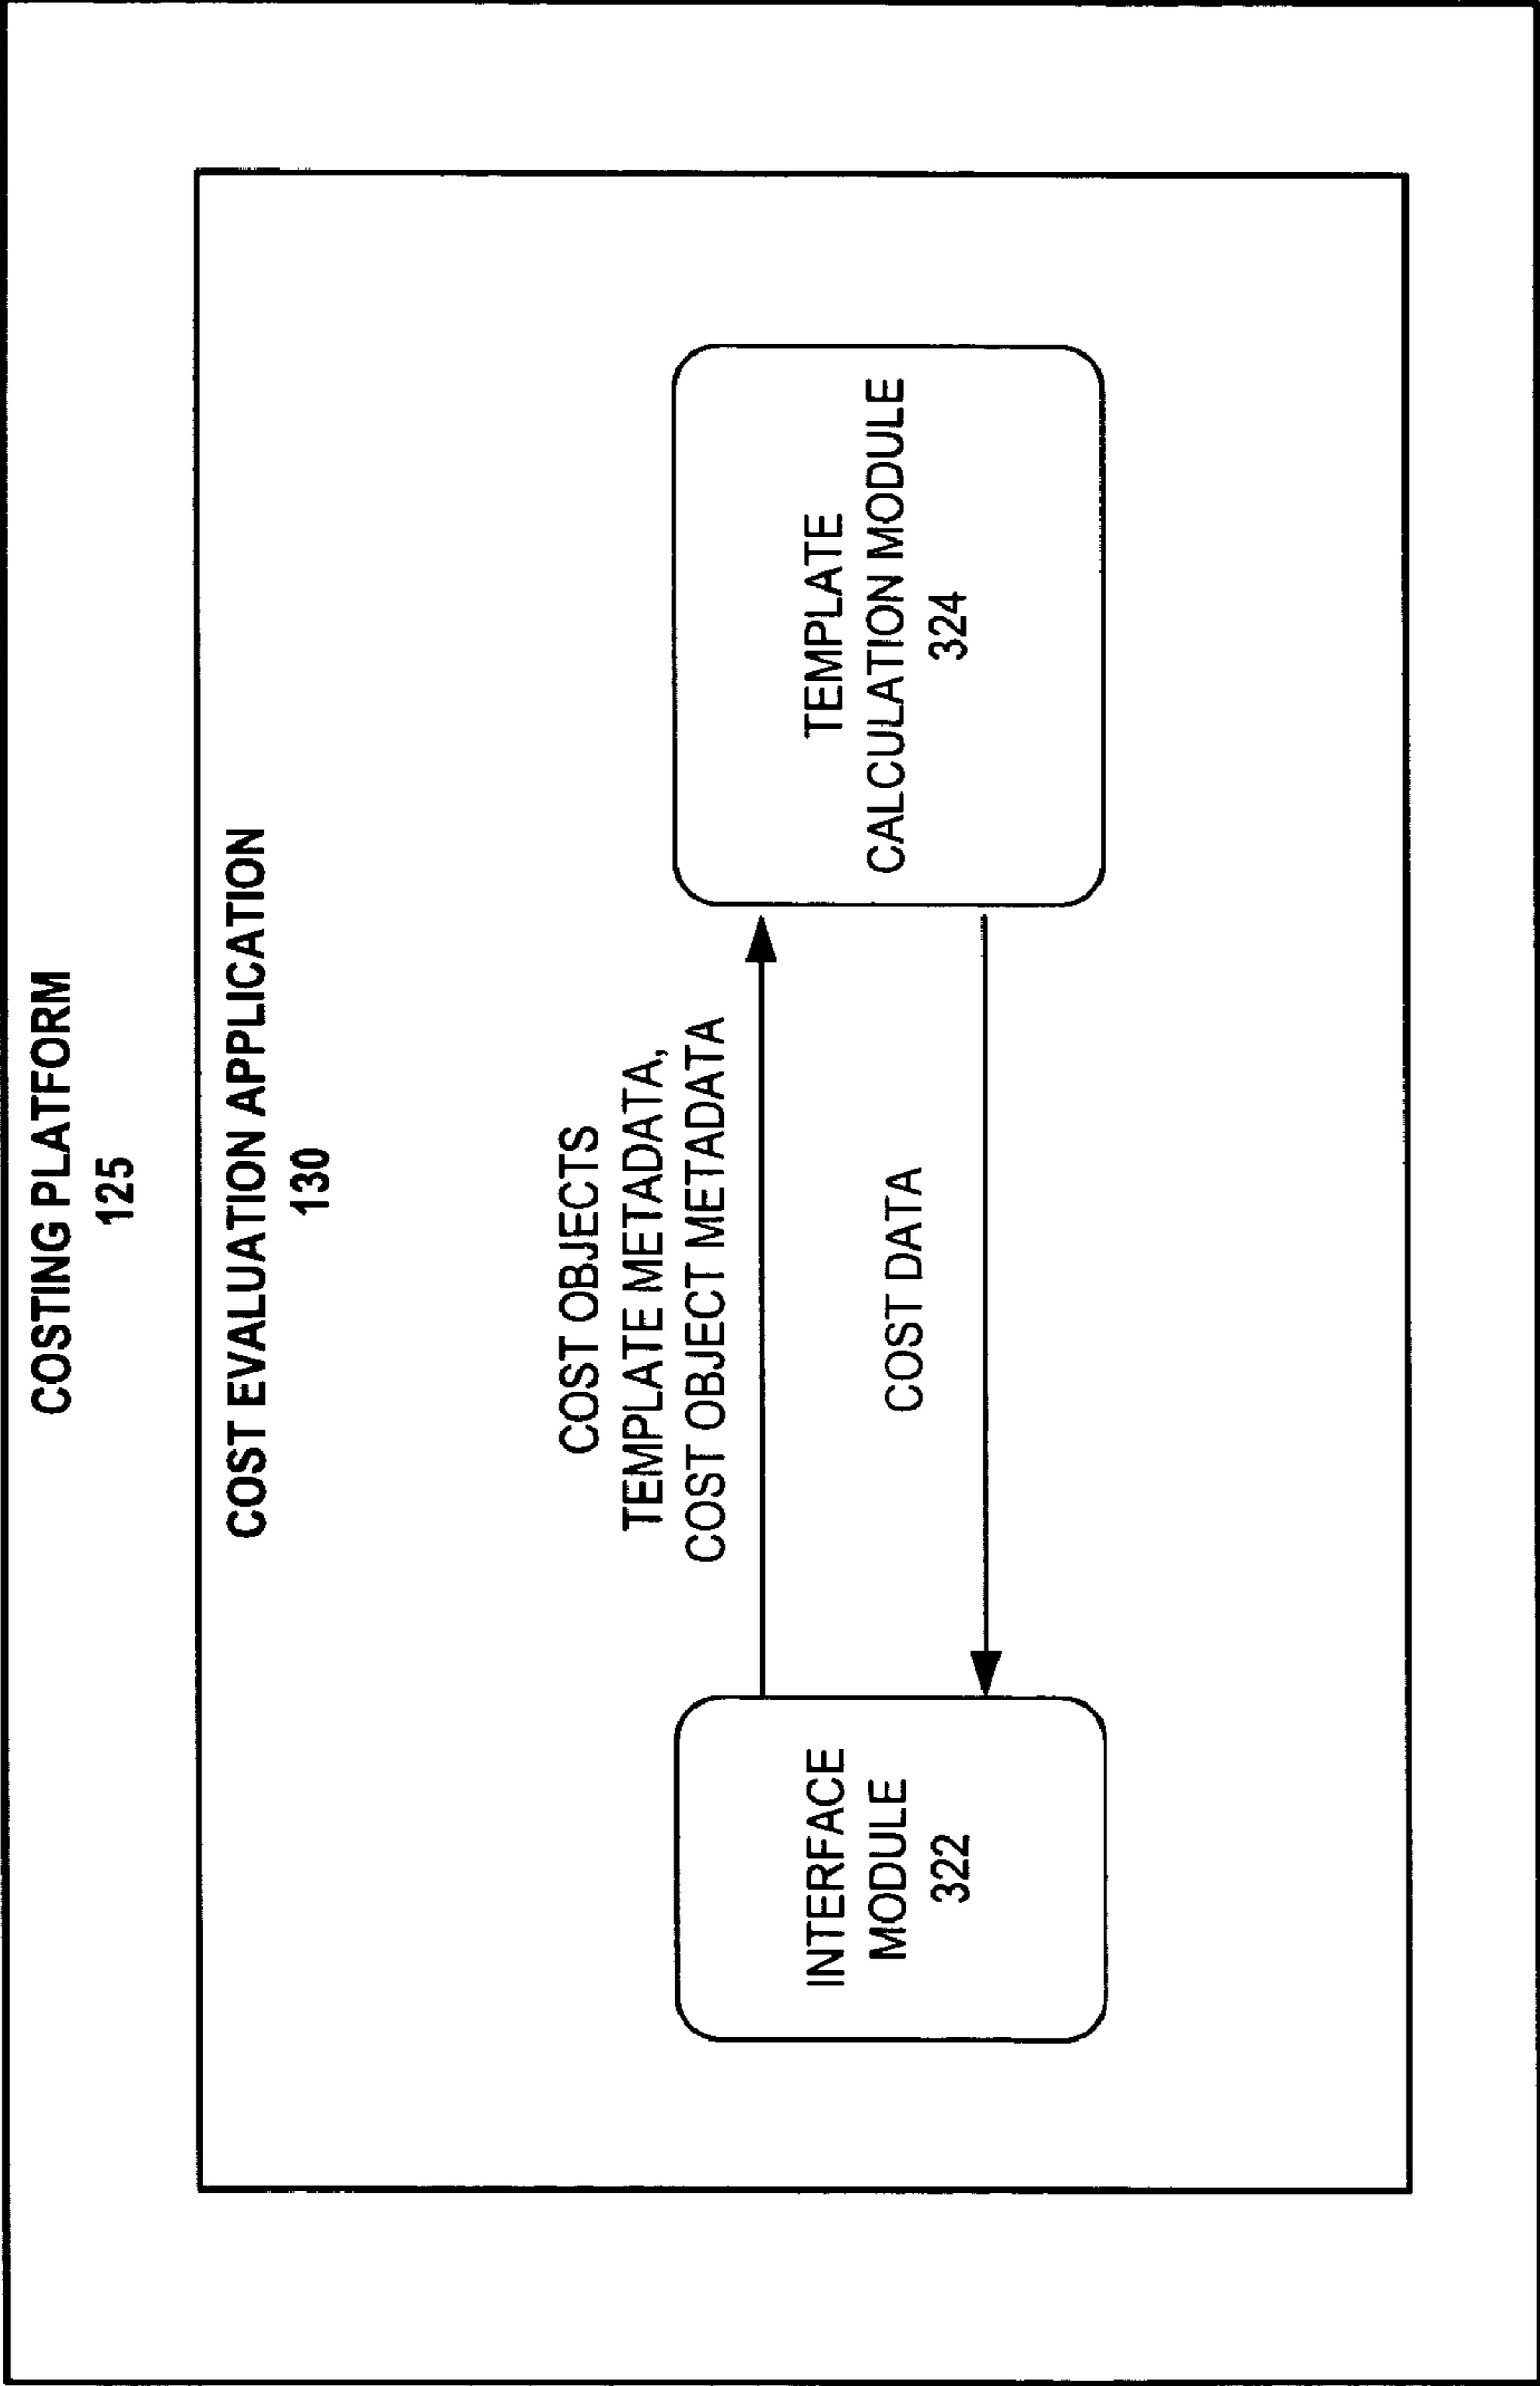 COSTING PLATFORM
125
COST EVALUATION APPLICATION
130
COST OBJECTS
TEMPLATE METADATA,
COST OBJECT METADATA
COST DATA
INTERFACE
MODULE
322
TEMPLATE
CALCULATION MODULE
324